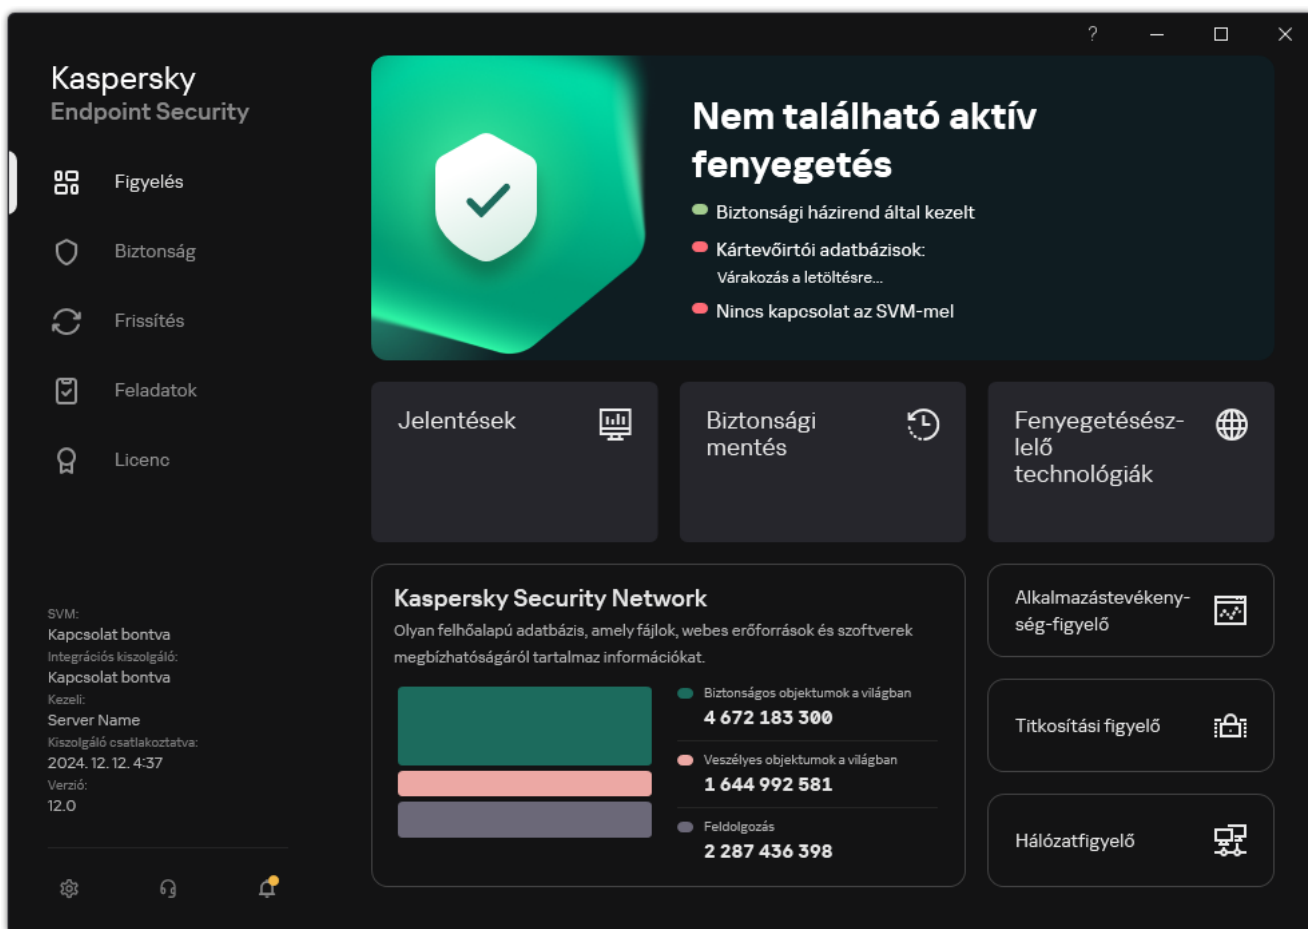 ?
Kaspersky
Endpoint Security
Figyelés
Biztonság
Frissítés
Feladatok
Licenc
SVM:
Kapcsolat bontva
Integrációs kiszolgáló:
Kapcsolat bontva
Kezeli:
Server Name
Kiszolgáló csatlakoztatva:
2024. 12. 12. 4:37
Verzió:
12.0
Nem található aktív
fenyegetés
Biztonsági házirend által kezelt
Kártevőirtói adatbázisok:
Várakozás a letöltésre...
Nincs kapcsolat az SVM-mel
Jelentések
Biztonsági
mentés
Fenyegetésész-
lelő
technológiák
Kaspersky Security Network
Olyan felhőalapú adatbázis, amely fájlok, webes erőforrások és szoftverek
megbízhatóságáról tartalmaz információkat.
Biztonságos objektumok a világban
4 672 183 300
Veszélyes objektumok a világban
1 644 992 581
Feldolgozás
2 287 436 398
Alkalmazástevékeny-
ség-figyelő
Titkosítási figyelő
Hálózatfigyelő